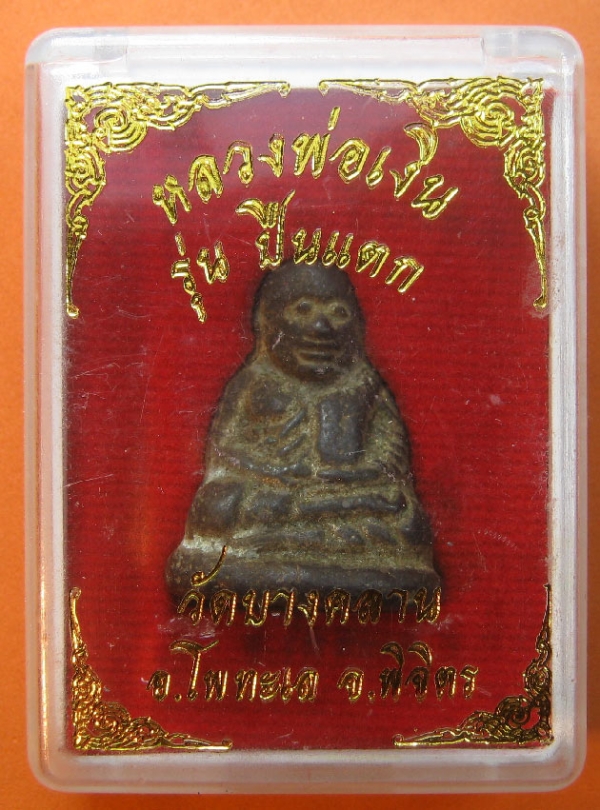 หลวงพ่อเงิน
รุ่น ปืนแตก
วัดบางคลาน
อ.โพทะเล จ.พิจิตร